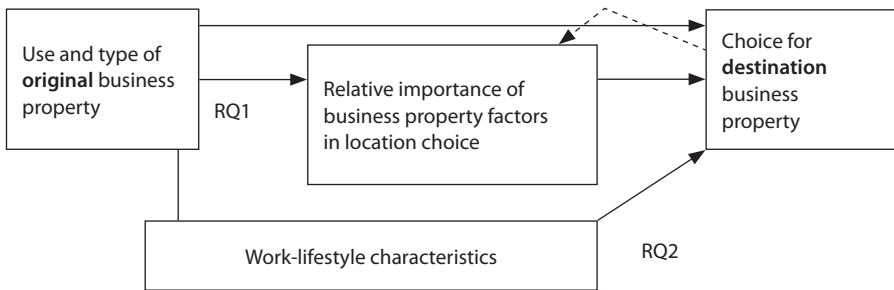 Use and type of
original business
property
RQ1
Relative importance of
business property factors
in location choice
Choice for
destination
business
property
Work-lifestyle characteristics
RQ2